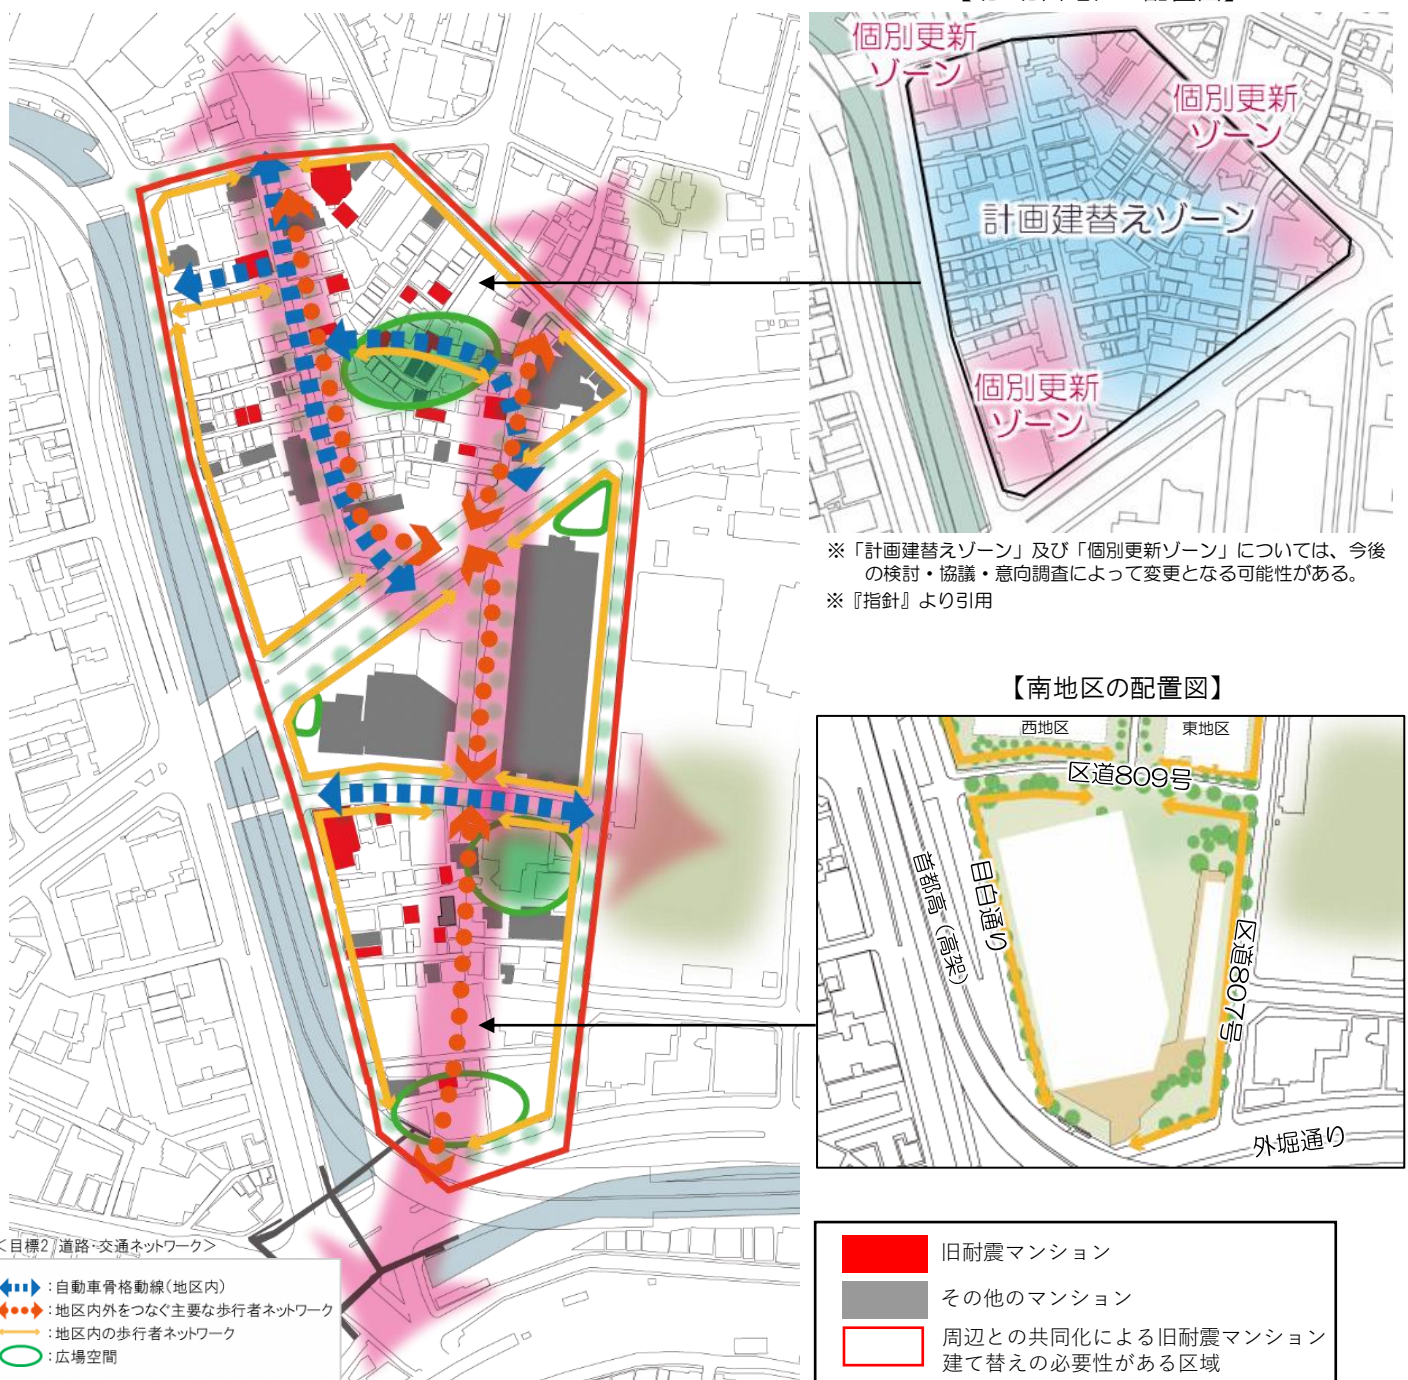 個別更新
ゾーン
個別更新
ゾーン
計画建替えゾーン
個別更新
ゾーン
※「計画建替えゾーン」及び「個別更新ゾーン」については、今後
の検討・協議・意向調査によって変更となる可能性がある。
※『指針』より引用
【南地区の配置図】
西地区
東地区
区道809号
目白通り
首都高(高架)
区道807号
外堀通り
<目標2/道路・交通ネットワーク>
:自動車骨格動線(地区内)
:地区内外をつなぐ主要な歩行者ネットワーク
:地区内の歩行者ネットワーク
:広場空間
旧耐震マンション
その他のマンション
周辺との共同化による旧耐震マンション
建て替えの必要性がある区域